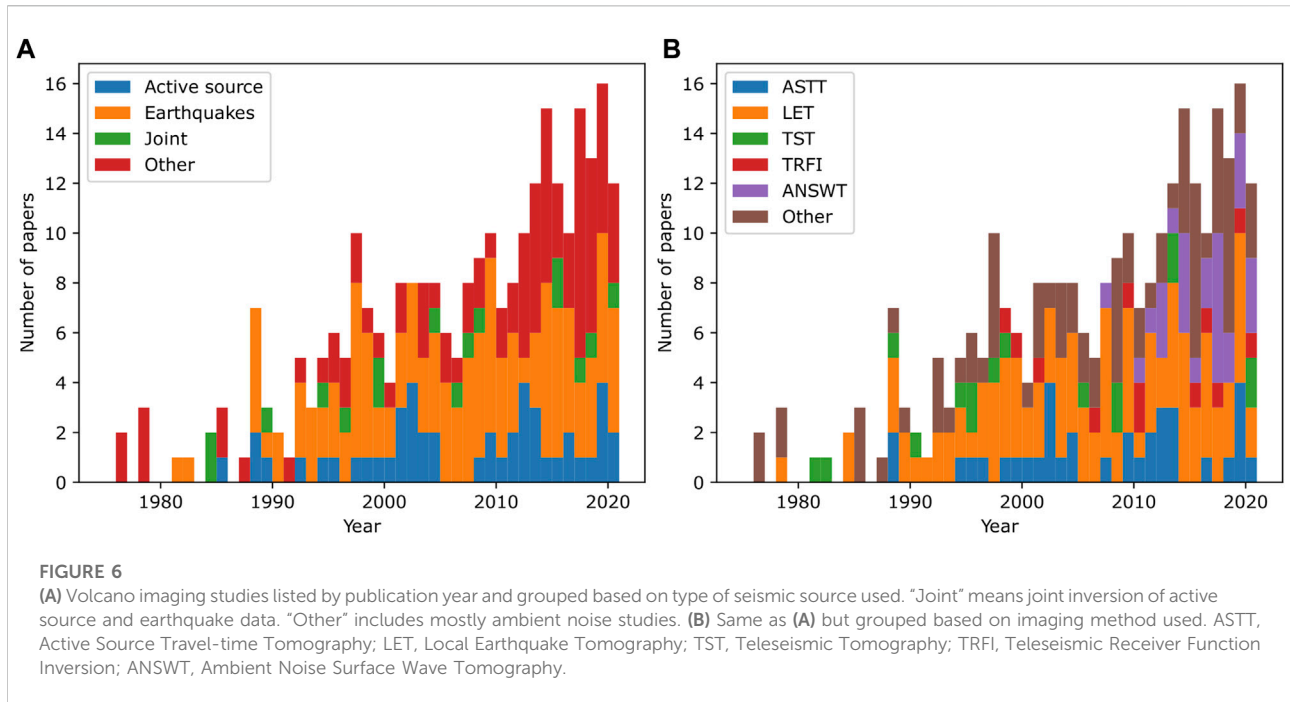 A
B
Active source
Earthquakes
Joint
Other
Number of papers
16
14
12
10
8
6
4
2
0
1980 1990 2000 2010 2020
Year
ASTT
LET
TST
TRFI
ANSWT
Other
Number of papers
16
14
12
10
8
6
4
2
0
1980 1990 2000 2010 2020
Year
FIGURE 6
(A) Volcano imaging studies listed by publication year and grouped based on type of seismic source used. “Joint” means joint inversion of active
source and earthquake data. “Other” includes mostly ambient noise studies. (B) Same as (A) but grouped based on imaging method used. ASTT,
Active Source Travel-time Tomography; LET, Local Earthquake Tomography; TST, Teleseismic Tomography; TRFI, Teleseismic Receiver Function
Inversion; ANSWT, Ambient Noise Surface Wave Tomography.